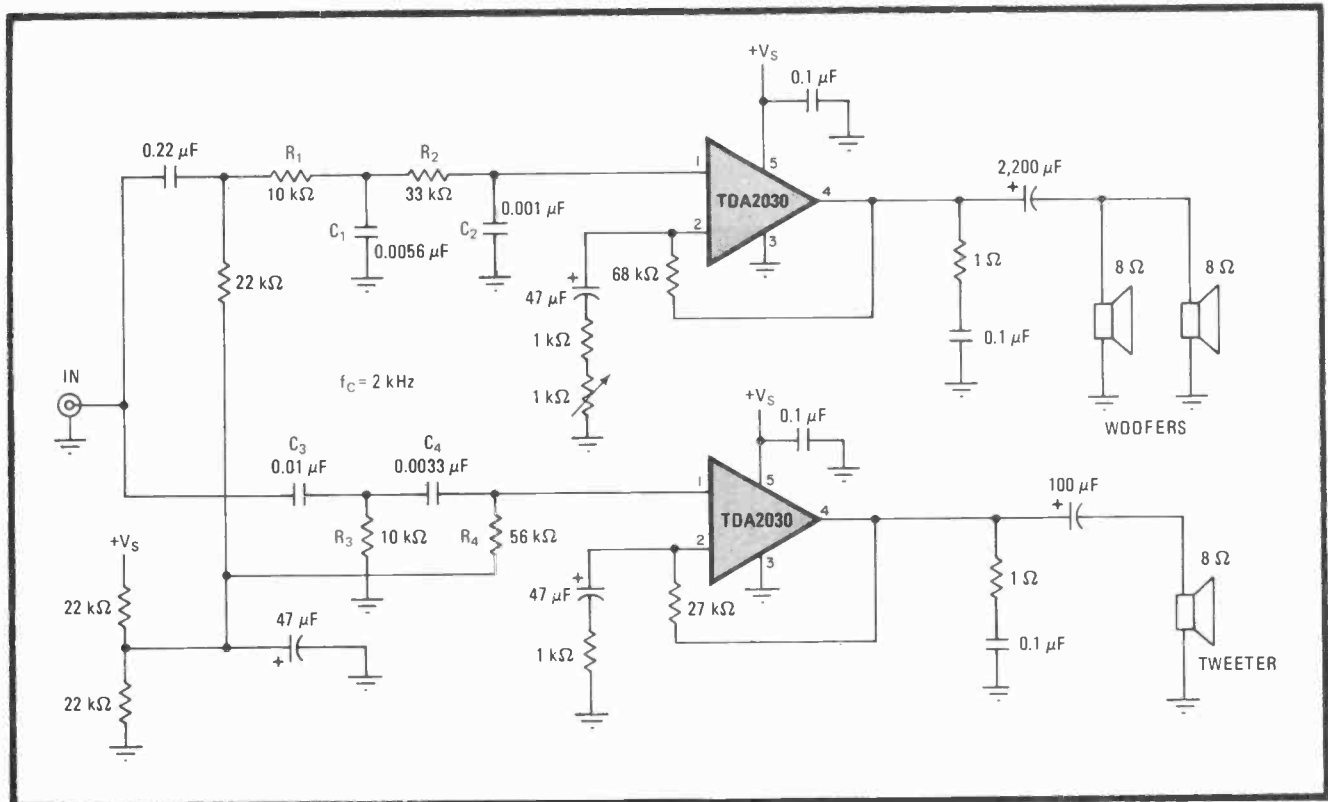 +VS
0.1 µF
0.22 µF
R1
10 kΩ
R2
33 kΩ
1
5
TDA2030
4
2
3
2,200 µF
+
C1
0.0056 µF
C2
0.001 µF
22 kΩ
68 kΩ
+
47 µF
1 kΩ
1 kΩ
1 Ω
0.1 µF
8 Ω
8 Ω
WOOFERS
IN
fC = 2 kHz
+VS
0.1 µF
C3
0.01 µF
C4
0.0033 µF
R3
10 kΩ
R4
56 kΩ
1
5
TDA2030
4
2
3
100 µF
+
+VS
22 kΩ
47 µF
+
22 kΩ
+
47 µF
1 kΩ
27 kΩ
1 Ω
0.1 µF
8 Ω
TWEETER